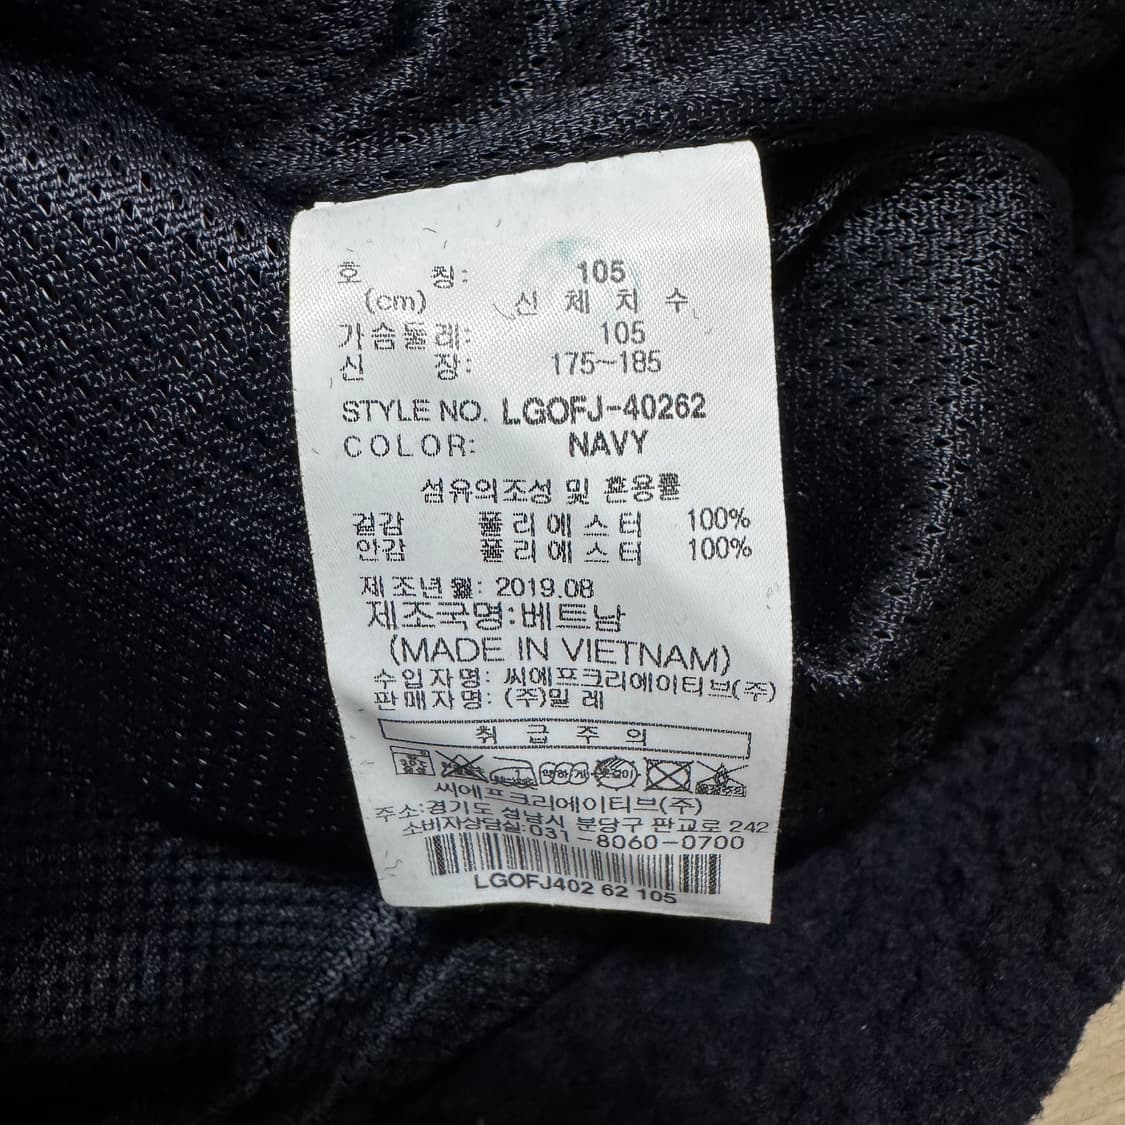 호 칭: 105
(cm) 신 체 치 수
가슴둘레: 105
신 장: 175~185
STYLE NO. LGOFJ-40262
COLOR: NAVY
섬유의조성 및 혼용률
겉감 폴리에스터 100%
안감 폴리에스터 100%
제조년월: 2019.08
제조국명:베트남
(MADE IN VIETNAM)
수입자명: 씨에프크리에이티브(주)
판매자명: (주)밀레
취 급 주 의
약하게
씨에프크리에이티브(주)
주소:경기도 성남시 분당구 판교로 242
소비자상담실:031-8060-0700
LGOFJ402 62 105